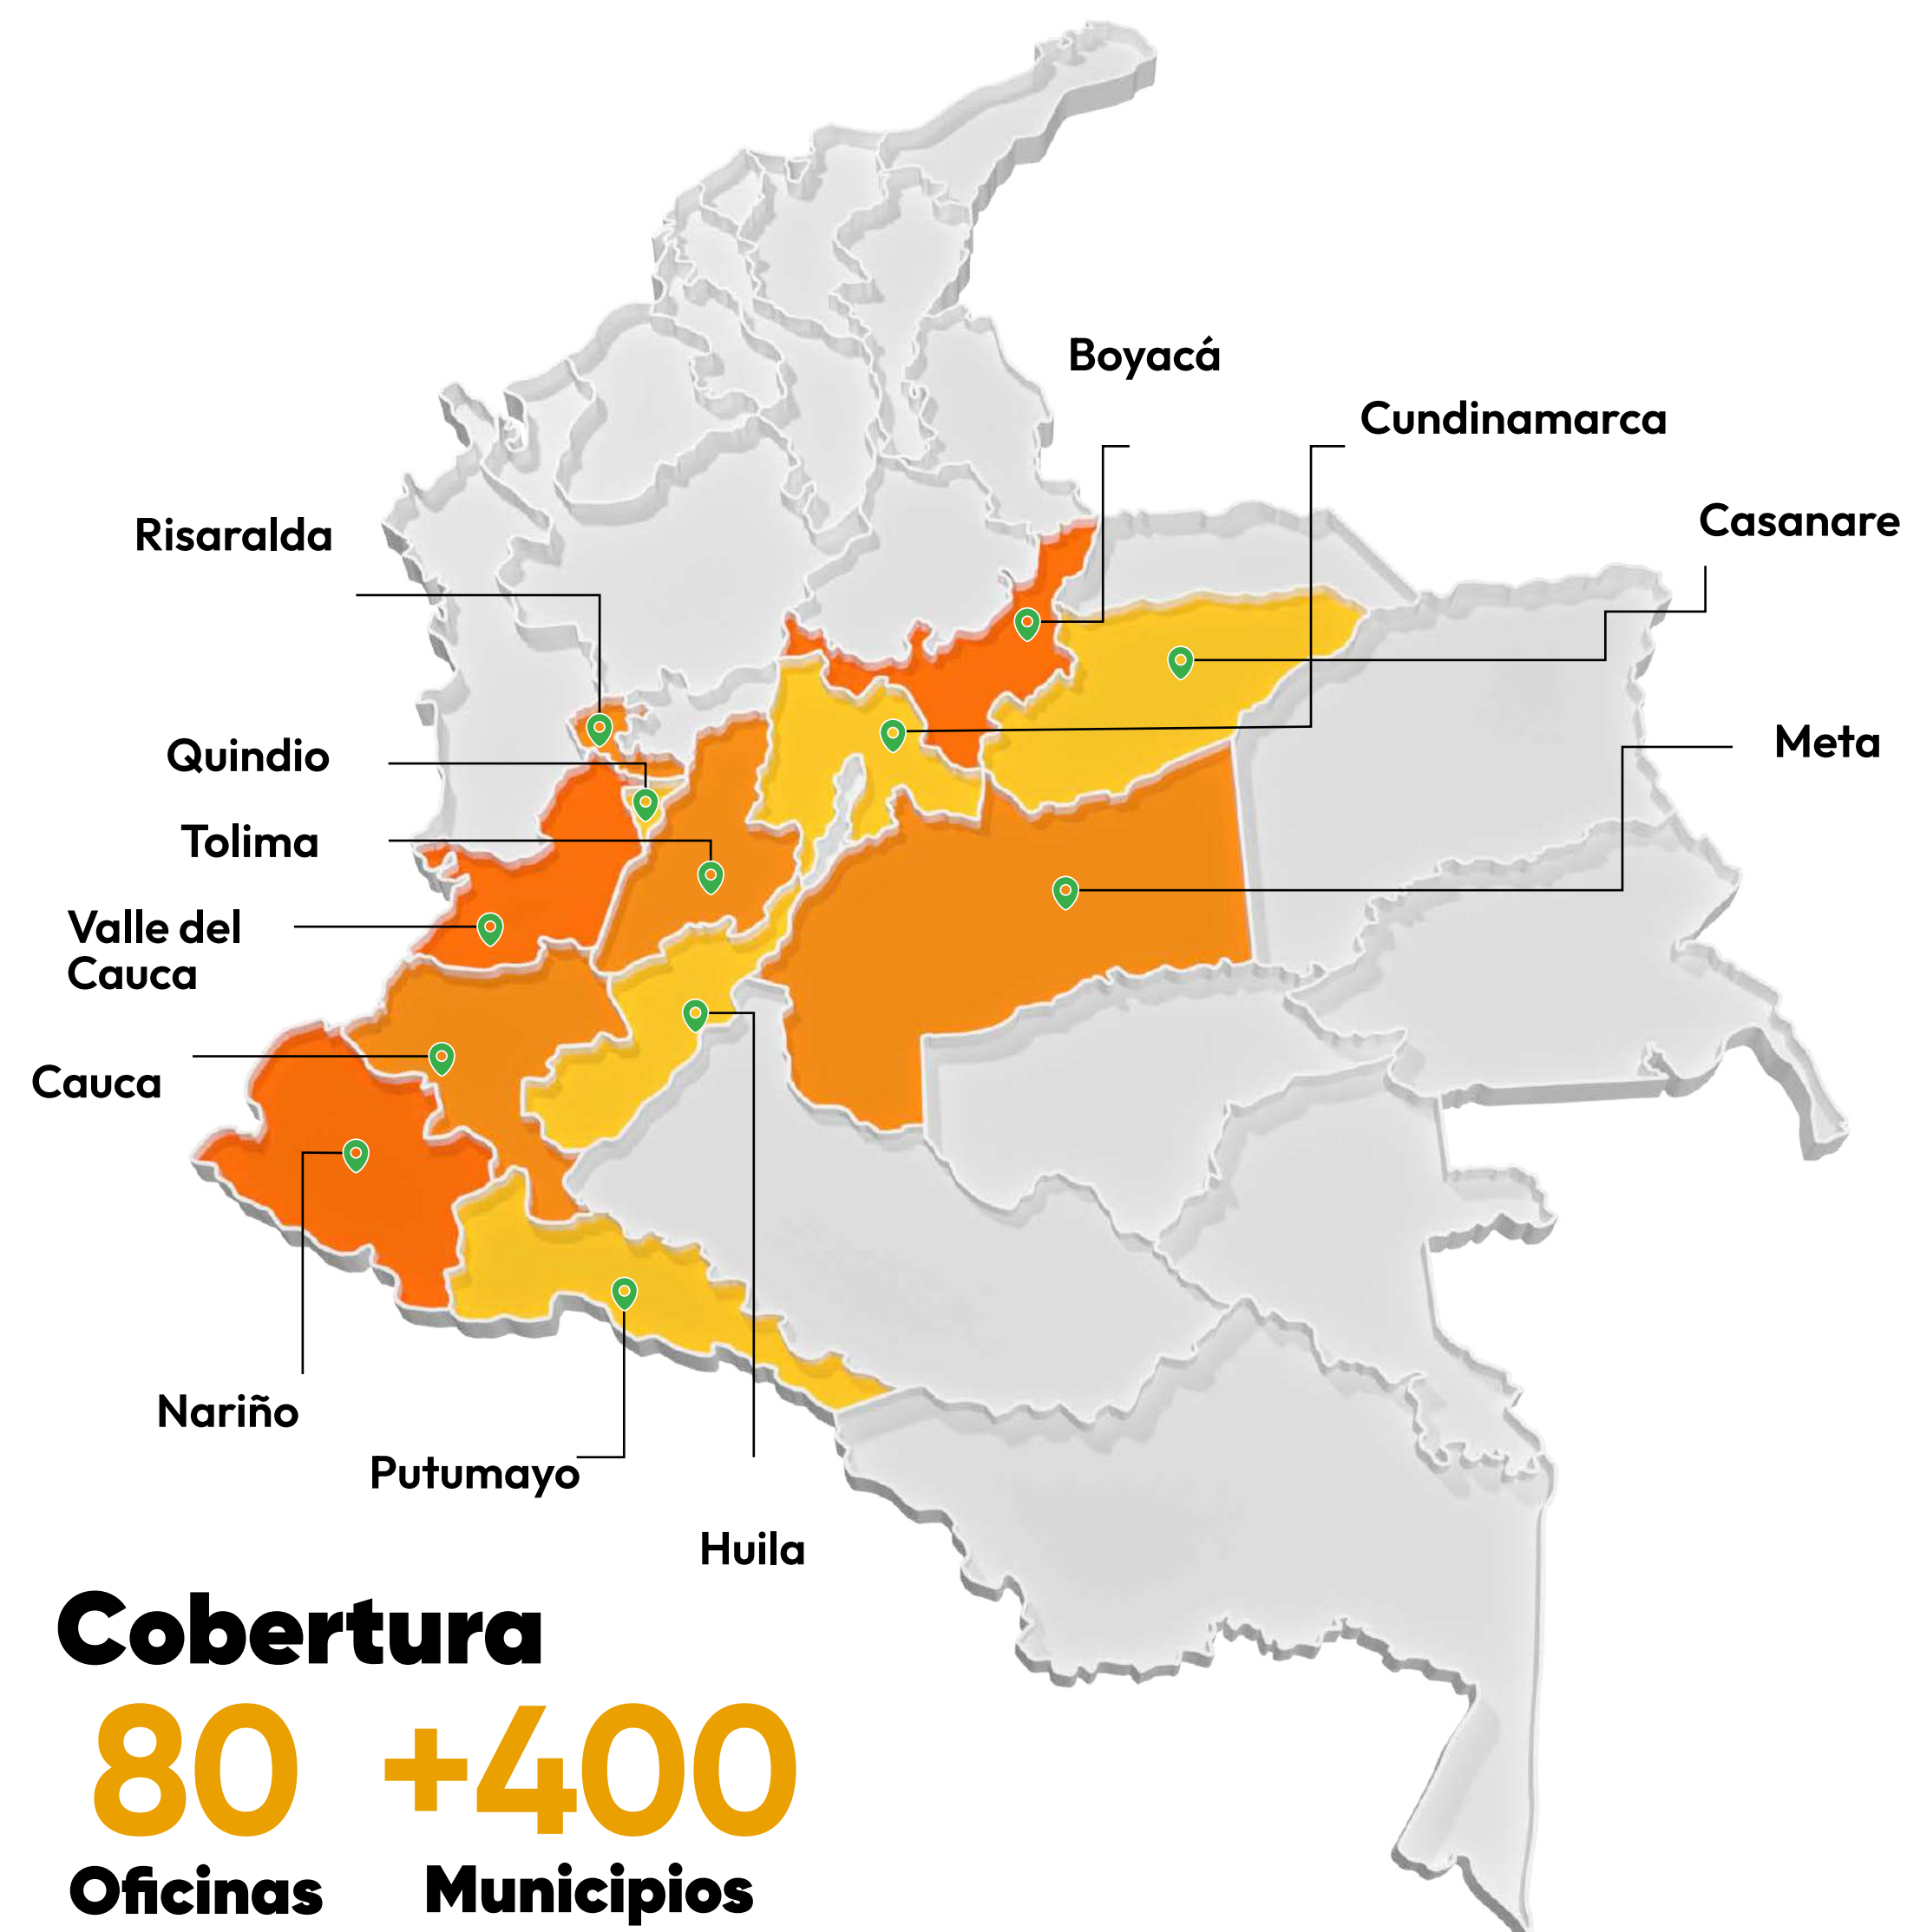 Boyacá
Cundinamarca
Casanare
Risaralda
Quindio
Meta
Tolima
Valle del
Cauca
Cauca
Nariño
Putumayo
Huila
Cobertura
80 +400
Oficinas Municipios